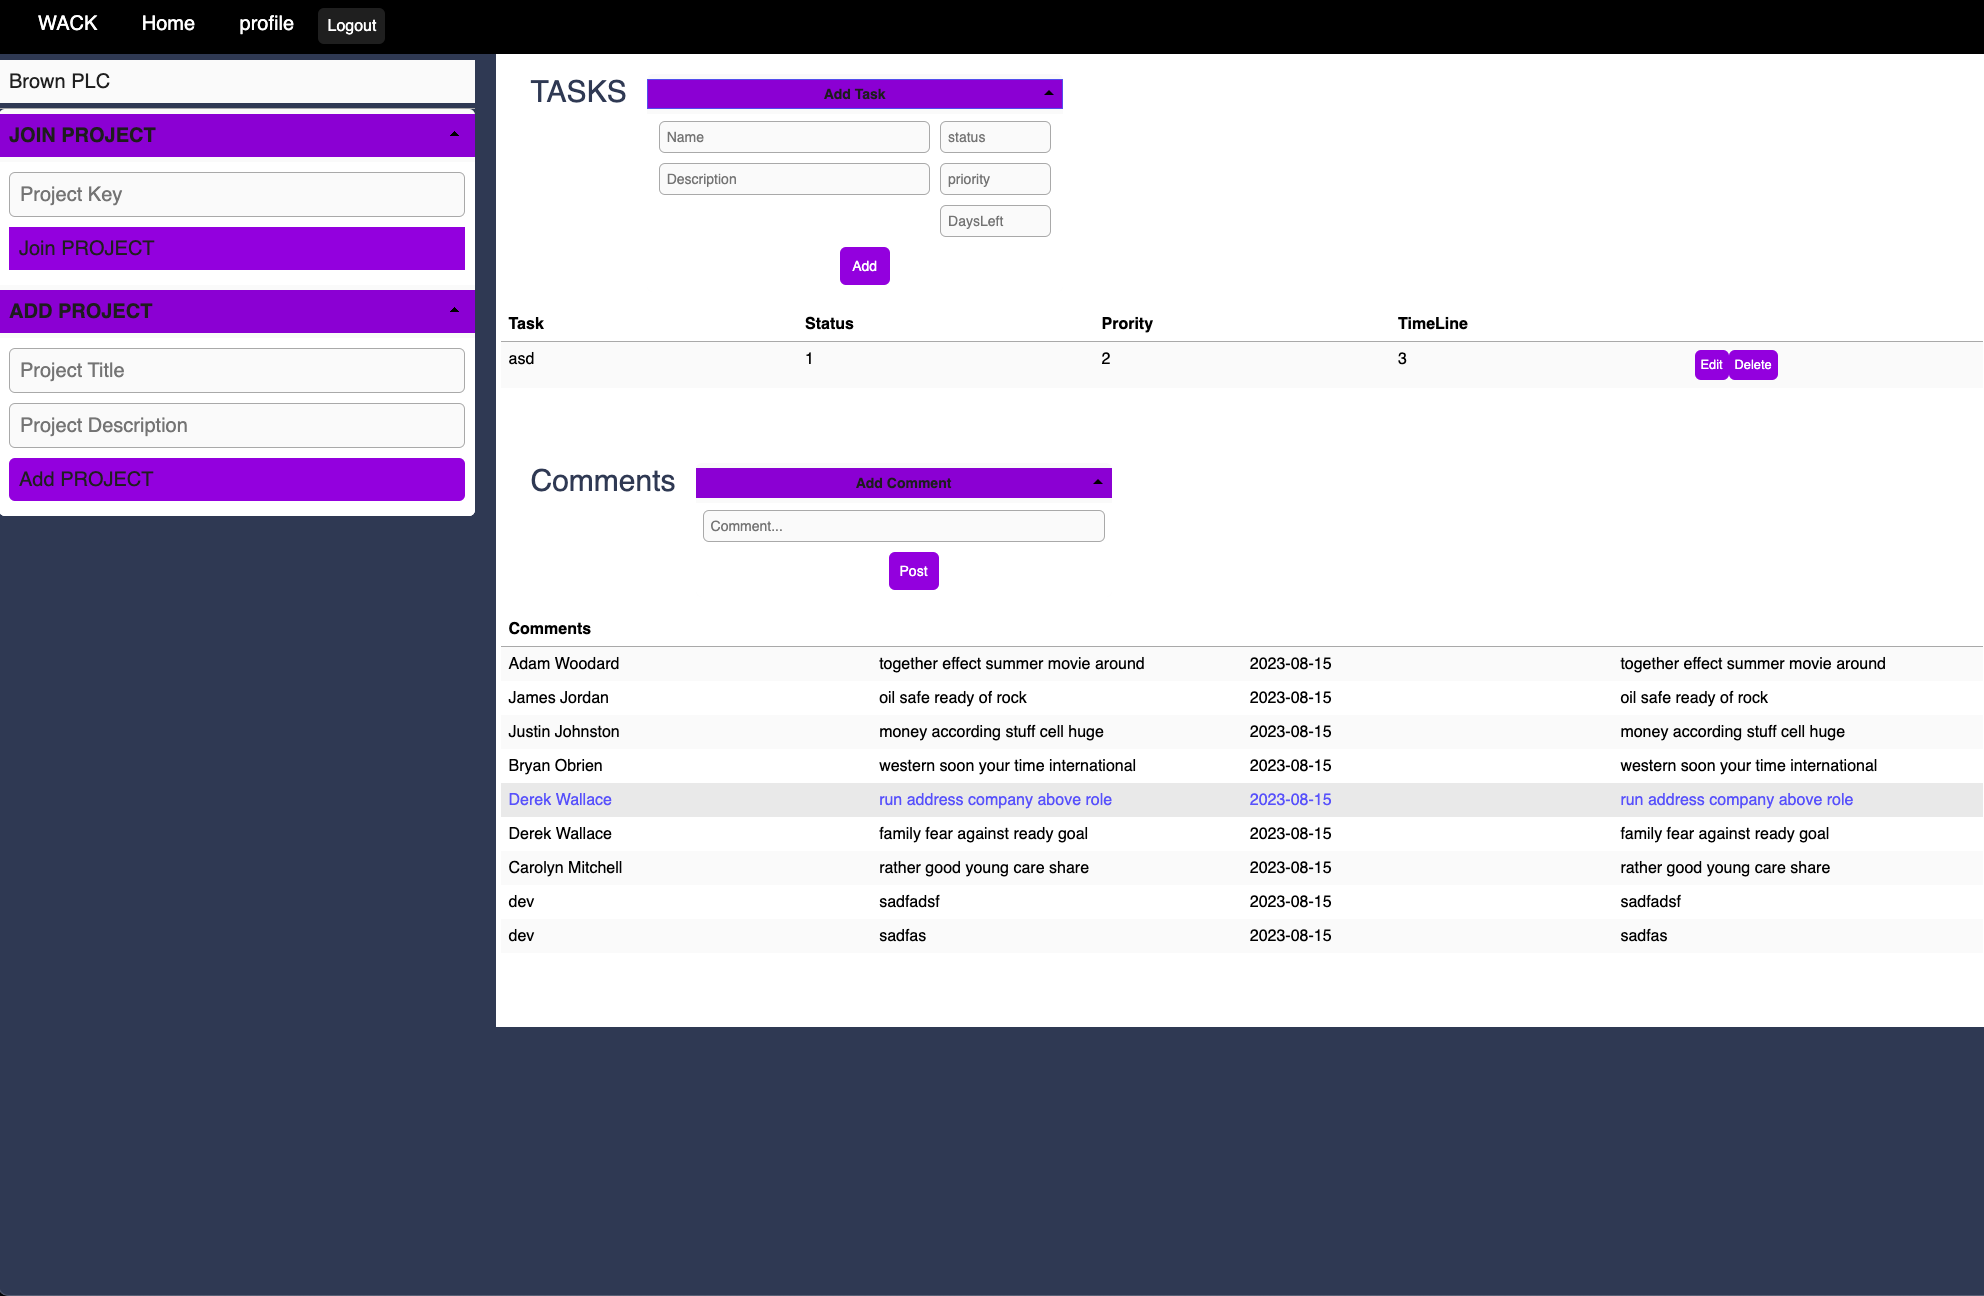 WACK Home profile Logout
Brown PLC
JOIN PROJECT
Project Key
Join PROJECT
ADD PROJECT
Project Title
Project Description
Add PROJECT
TASKS Add Task
Name status
Description priority
DaysLeft
Add
Task Status Prority TimeLine
asd 1 2 3 Edit Delete
Comments Add Comment
Comment...
Post
Comments
Adam Woodard together effect summer movie around 2023-08-15 together effect summer movie around
James Jordan oil safe ready of rock 2023-08-15 oil safe ready of rock
Justin Johnston money according stuff cell huge 2023-08-15 money according stuff cell huge
Bryan Obrien western soon your time international 2023-08-15 western soon your time international
Derek Wallace run address company above role 2023-08-15 run address company above role
Derek Wallace family fear against ready goal 2023-08-15 family fear against ready goal
Carolyn Mitchell rather good young care share 2023-08-15 rather good young care share
dev sadfadsf 2023-08-15 sadfadsf
dev sadfas 2023-08-15 sadfas